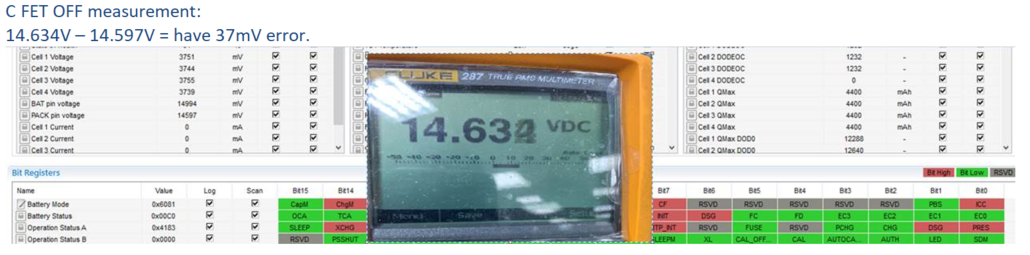 C FET OFF measurement:
14.634V – 14.597V = have 37mV error.
Cell 1 Voltage 3751 mV
Cell 2 DODEOC 1232 -
Cell 2 Voltage 3744 mV
Cell 3 DODEOC 1232 -
Cell 3 Voltage 3755 mV
Cell 4 DODEOC 0 -
Cell 4 Voltage 3739 mV
Cell 1 QMax 4400 mAh
BAT pin voltage 14994 mV
Cell 2 QMax 4400 mAh
PACK pin voltage 14597 mV
Cell 3 QMax 4400 mAh
Cell 1 Current 0 mA
Cell 4 QMax 4400 mAh
Cell 2 Current 0 mA
Cell 1 QMax DOD0 12288 -
Cell 3 Current 0 mA
Cell 2 QMax DOD0 12640 -
FLUKE 287 TRUE RMS MULTIMETER
14.634 VDC
Menu Save
Bit Registers
Bit High Bit Low RSVD
Name Value Log Scan Bit15 Bit14 Bit7 Bit6 Bit5 Bit4 Bit3 Bit2 Bit1 Bit0
Battery Mode 0x6081 CapM ChgM CF RSVD RSVD RSVD RSVD RSVD PBS ICC
Battery Status 0x00C0 OCA TCA INIT DSG FC FD EC3 EC2 EC1 EC0
Operation Status A 0x4183 SLEEP XCHG RSVD FUSE RSVD PCHG CHG DSG PRES
Operation Status B 0x0000 RSVD PSSHUT XL CAL_OFF... CAL AUTOCA... AUTH LED SDM